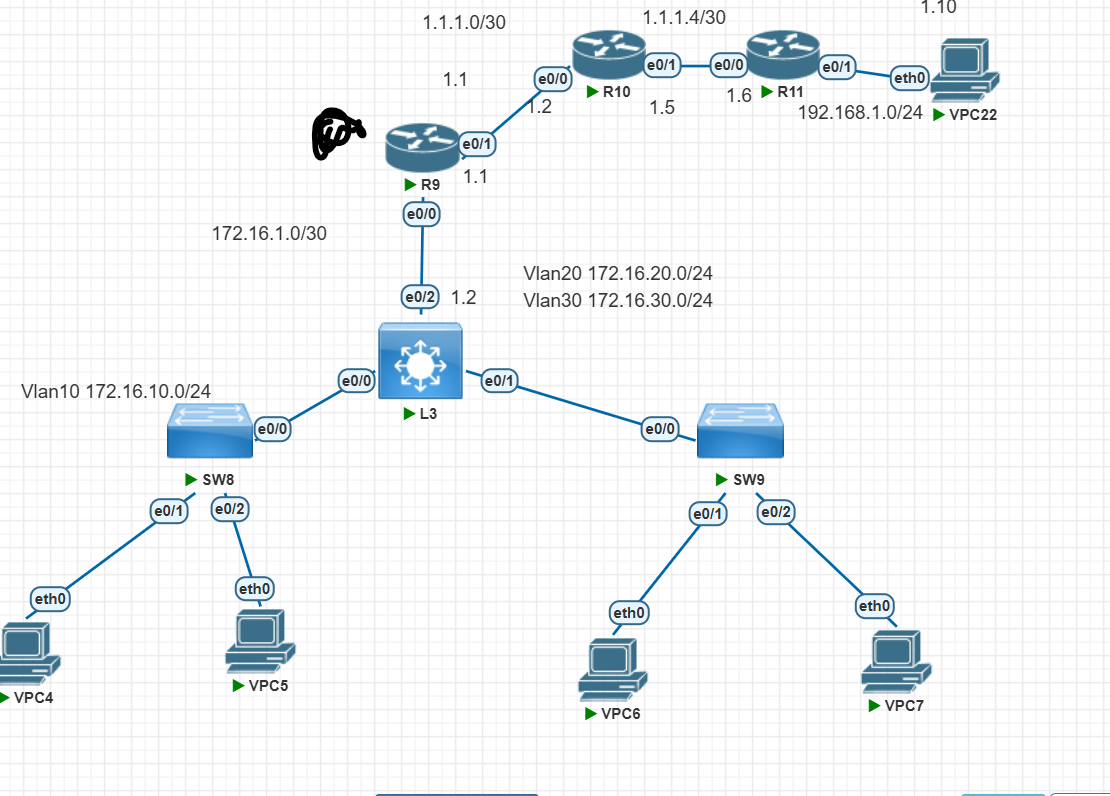 1.10
1.1.1.0/30
1.1.1.4/30
e0/1
e0/0
e0/1
eth0
e0/0
1.1
R10
R11
1.2
1.5
1.6
192.168.1.0/24
VPC22
e0/1
1.1
R9
e0/0
172.16.1.0/30
Vlan20 172.16.20.0/24
Vlan30 172.16.30.0/24
e0/2
1.2
e0/0
e0/1
Vlan10 172.16.10.0/24
L3
e0/0
e0/0
SW8
SW9
e0/1
e0/2
e0/1
e0/2
eth0
eth0
eth0
eth0
VPC4
VPC5
VPC6
VPC7